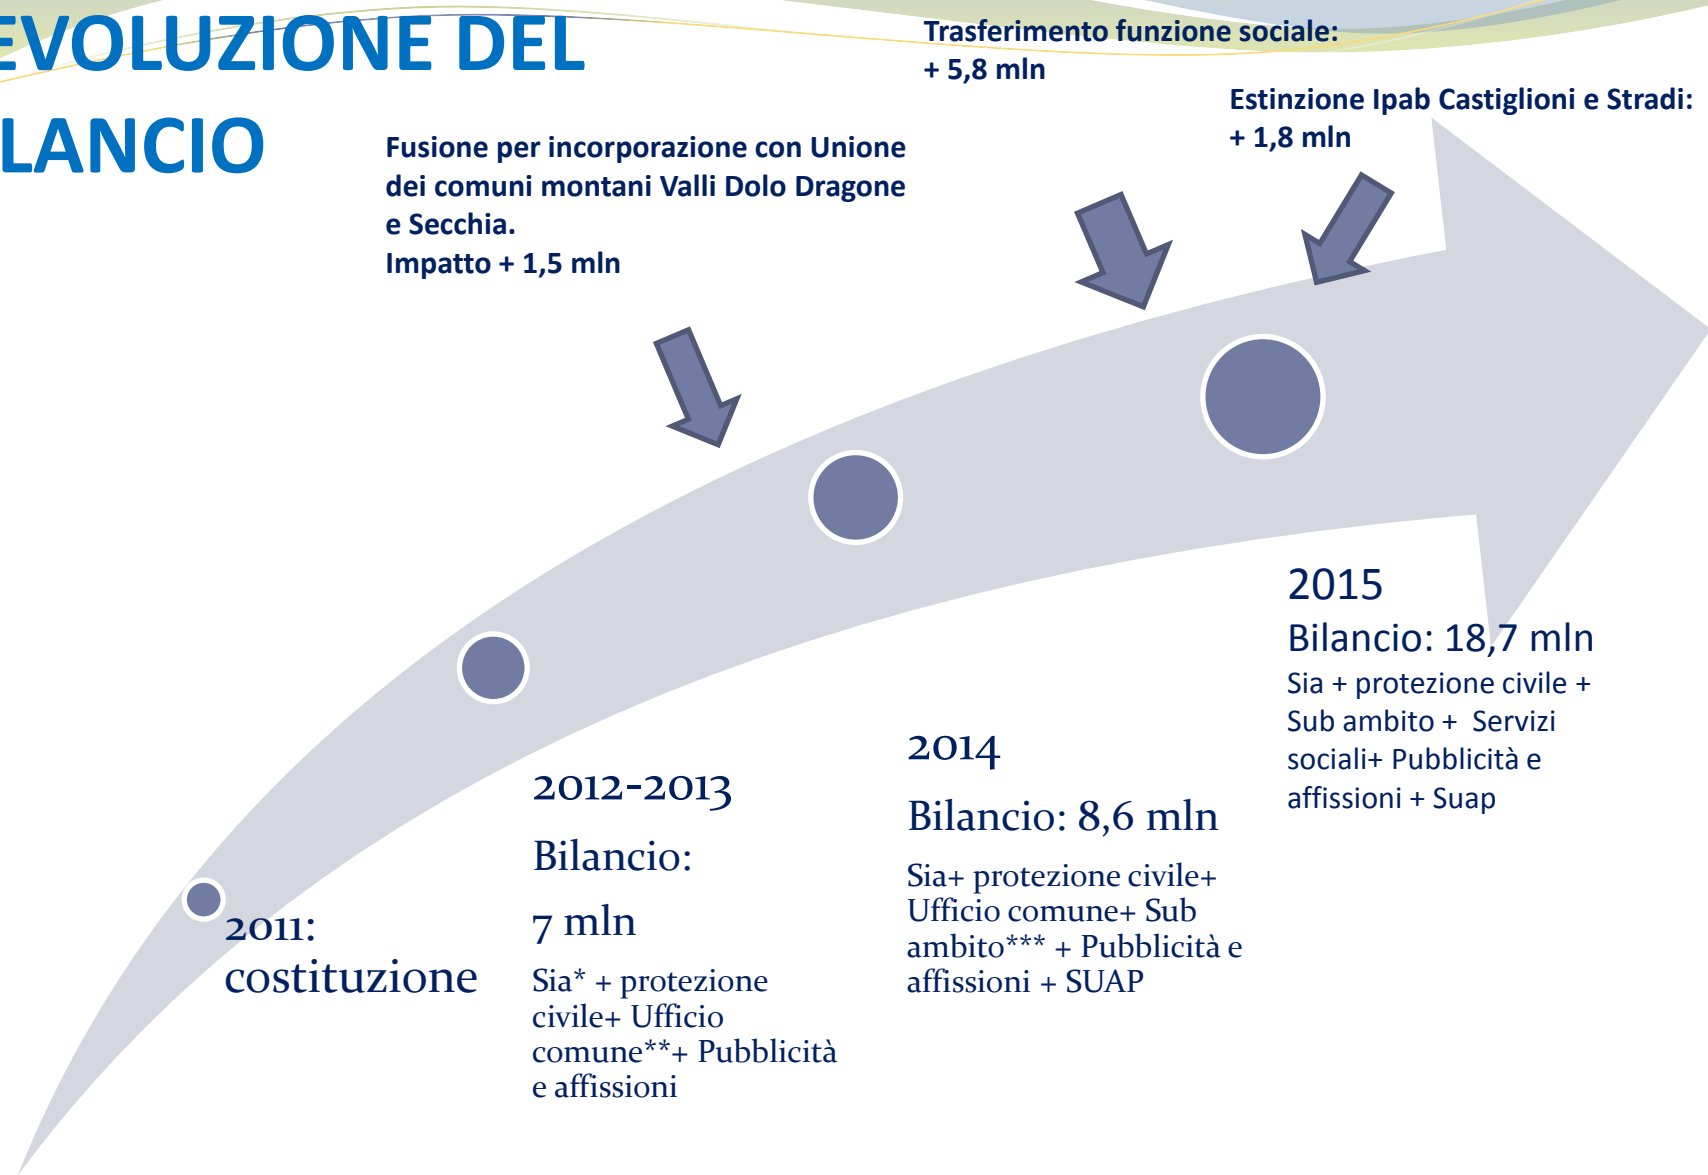 EVOLUZIONE DEL
LANCIO
Fusione per incorporazione con Unione
dei comuni montani Valli Dolo Dragone
e Secchia.
Impatto + 1,5 mln
Trasferimento funzione sociale:
+ 5,8 mln
Estinzione Ipab Castiglioni e Stradi:
+ 1,8 mln
2011:
costituzione
2012-2013
Bilancio:
7 mln
Sia* + protezione
civile+ Ufficio
comune**+ Pubblicità
e affissioni
2014
Bilancio: 8,6 mln
Sia+ protezione civile+
Ufficio comune+ Sub
ambito*** + Pubblicità e
affissioni + SUAP
2015
Bilancio: 18,7 mln
Sia + protezione civile +
Sub ambito + Servizi
sociali+ Pubblicità e
affissioni + Suap